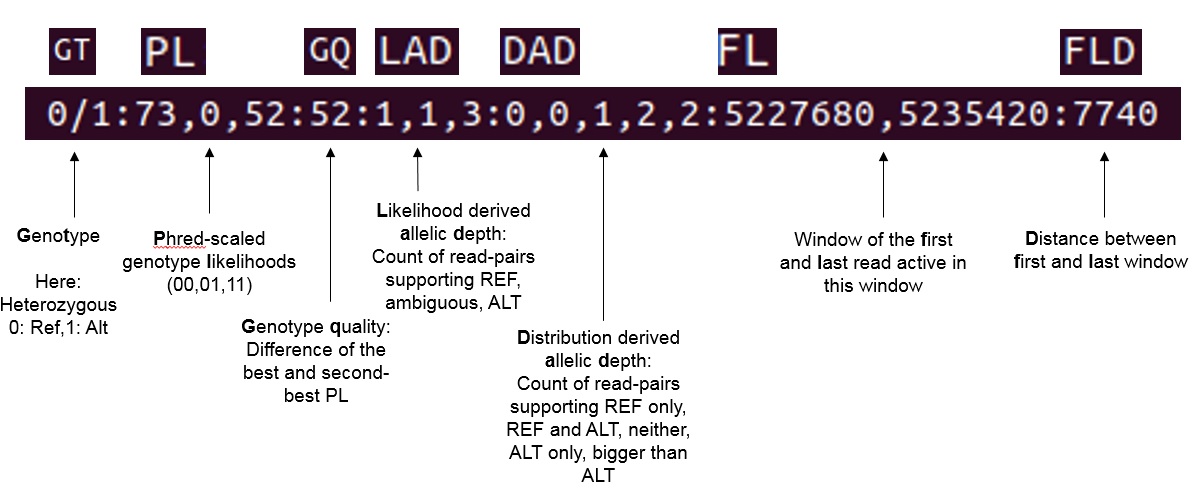 GT PL GQ LAD DAD FL FLD
0/1:73,0,52:52:1,1,3:0,0,1,2,2:5227680,5235420:7740
Genotype
Here:
Heterozygous
0: Ref,1: Alt
Phred-scaled
genotype likelihoods
(00,01,11)
Genotype quality:
Difference of the
best and second-
best PL
Likelihood derived
allelic depth:
Count of read-pairs
supporting REF,
ambiguous, ALT
Distribution derived
allelic depth:
Count of read-pairs
supporting REF only,
REF and ALT, neither,
ALT only, bigger than
ALT
Window of the first
and last read active in
this window
Distance between
first and last window